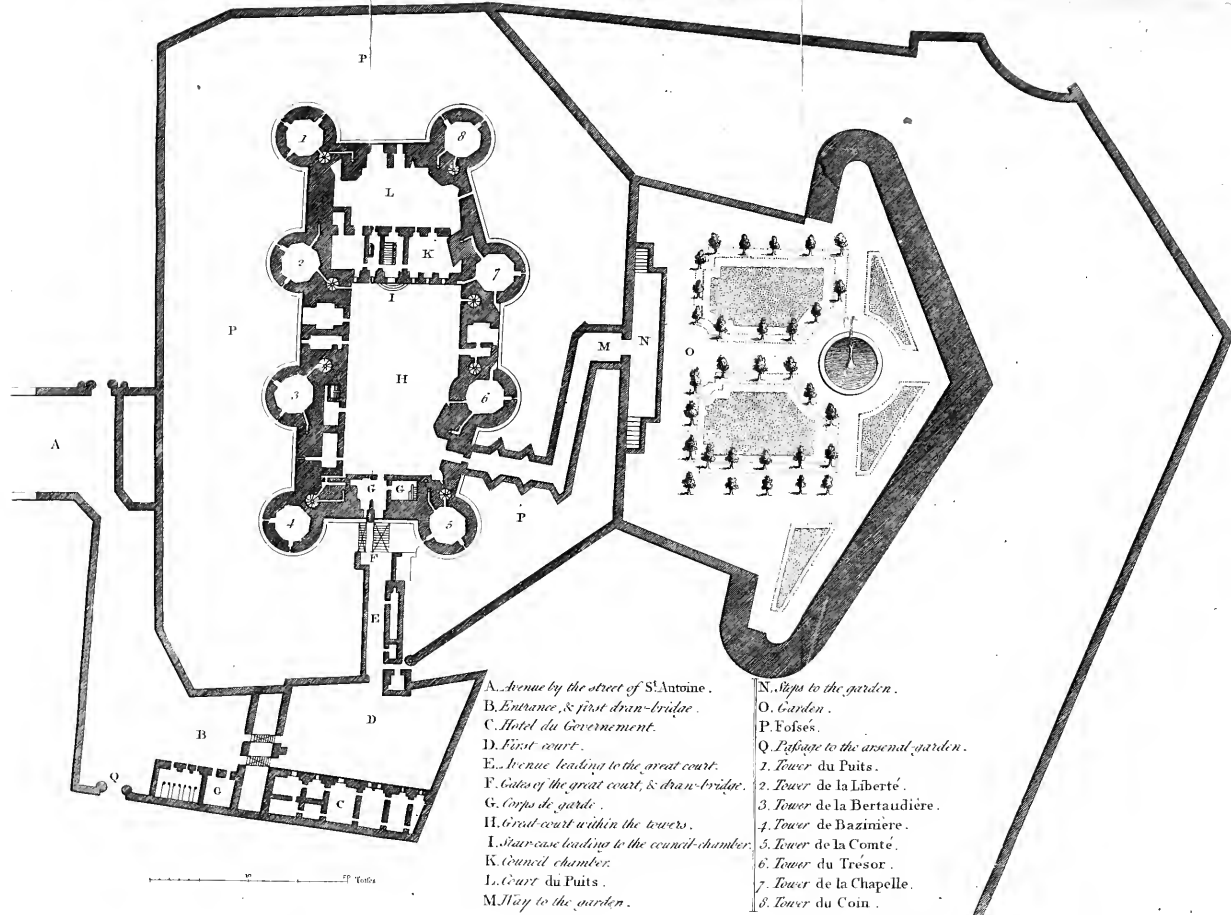 P
1
8
L
K
2
7
I
P
M
N
O
H
3
6
A
G
G
4
5
P
F
E
D
B
Q
G
C
A. Avenue by the street of St. Antoine.
B. Entrance, & first draw-bridge.
C. Hotel du Governement.
D. First court.
E. Avenue leading to the great court.
F. Gates of the great court, & draw-bridge.
G. Corps de garde.
H. Great-court within the towers.
I. Stair-case leading to the council-chamber.
K. Council chamber.
L. Court du Puits.
M. Way to the garden.
N. Steps to the garden.
O. Garden.
P. Fossés.
Q. Passage to the arsenal-garden.
1. Tower du Puits.
2. Tower de la Liberté.
3. Tower de la Bertaudière.
4. Tower de Bazinière.
5. Tower de la Comté.
6. Tower du Trésor.
7. Tower de la Chapelle.
8. Tower du Coin.
Toises